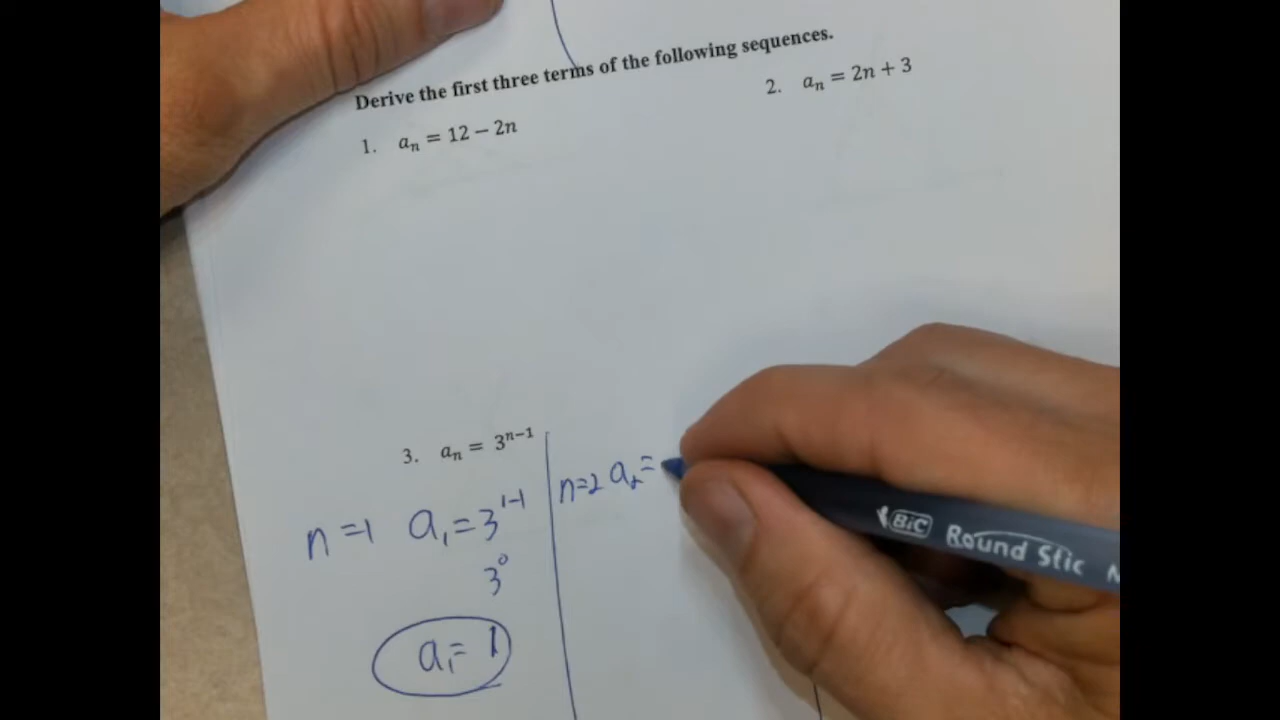 Derive the first three terms of the following sequences.
1. aₙ = 12 − 2n
2. aₙ = 2n + 3
3. aₙ = 3ⁿ⁻¹
n=1 a₁=3¹⁻¹
3⁰
a₁= 1
n=2 a₂=
BIC Round Stic